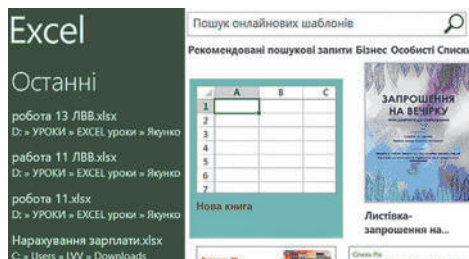 Excel
Останні
робота 13 ЛВВ.xlsx
D: » УРОКИ » EXCEL уроки » Якунко
работа 11 ЛВВ.xlsx
D: » УРОКИ » EXCEL уроки » Якунко
робота 11.xlsx
D: » УРОКИ » EXCEL уроки » Якунко
Нарахування зарплати.xlsx
C: » Users » LVV » Downloads
Пошук онлайнових шаблонів
Рекомендовані пошукові запити Бізнес Особисті Списки
A B C
1
2
3
4
5
6
7
Нова книга
ЗАПРОШЕННЯ
НА ВЕЧІРКУ
Листівка-
запрошення на...